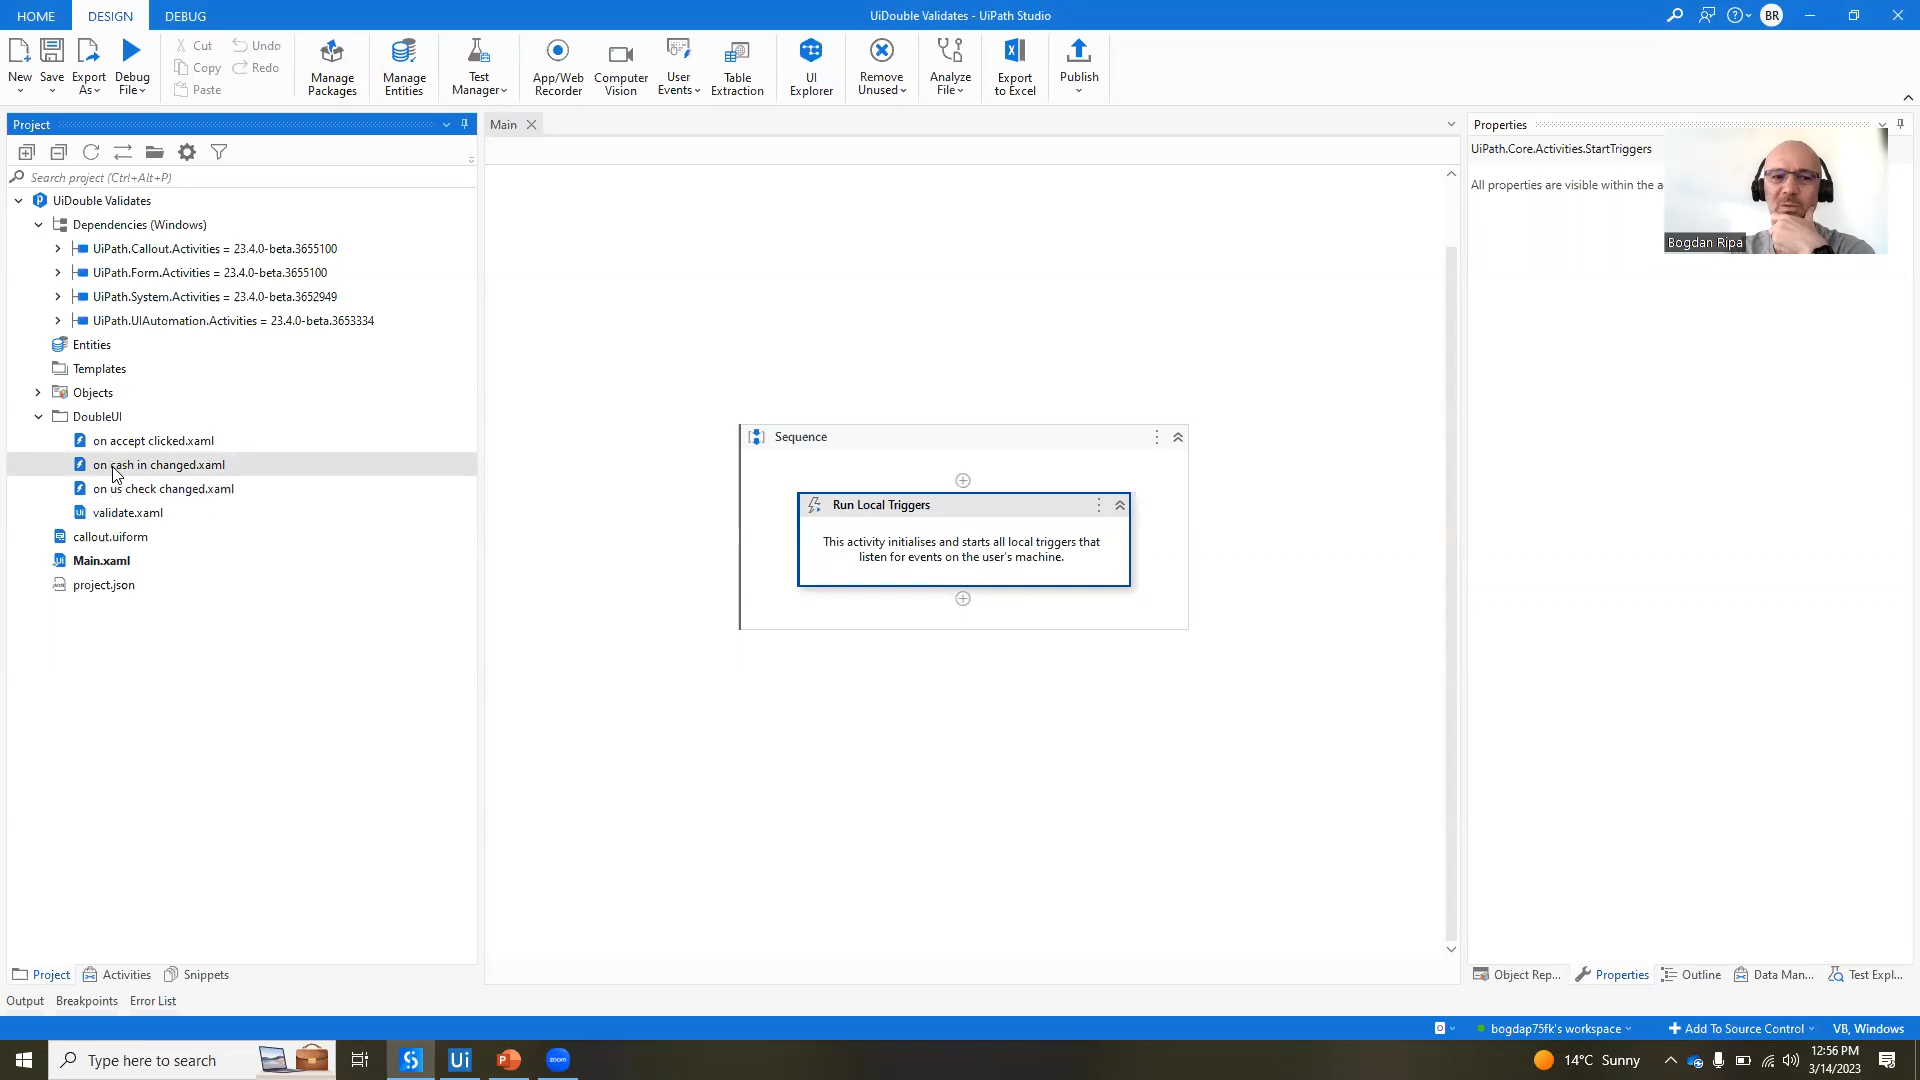 HOME DESIGN DEBUG
UiDouble Validates - UiPath Studio
BR
New
Save
Export As
Debug File
Cut
Copy
Paste
Undo
Redo
Manage Packages
Manage Entities
Test Manager
App/Web Recorder
Computer Vision
User Events
Table Extraction
UI Explorer
Remove Unused
Analyze File
Export to Excel
Publish
Project
Search project (Ctrl+Alt+P)
UiDouble Validates
Dependencies (Windows)
UiPath.Callout.Activities = 23.4.0-beta.3655100
UiPath.Form.Activities = 23.4.0-beta.3655100
UiPath.System.Activities = 23.4.0-beta.3652949
UiPath.UIAutomation.Activities = 23.4.0-beta.3653334
Entities
Templates
Objects
DoubleUI
on accept clicked.xaml
on cash in changed.xaml
on us check changed.xaml
validate.xaml
callout.uiform
Main.xaml
project.json
Main
Sequence
Run Local Triggers
This activity initialises and starts all local triggers that
listen for events on the user's machine.
Properties
UiPath.Core.Activities.StartTriggers
All properties are visible within the a
Bogdan Ripa
Project Activities Snippets
Object Rep... Properties Outline Data Man... Test Expl...
Output Breakpoints Error List
bogdap75fk's workspace Add To Source Control VB, Windows
Type here to search
Ui
zoom
14°C Sunny
12:56 PM
3/14/2023